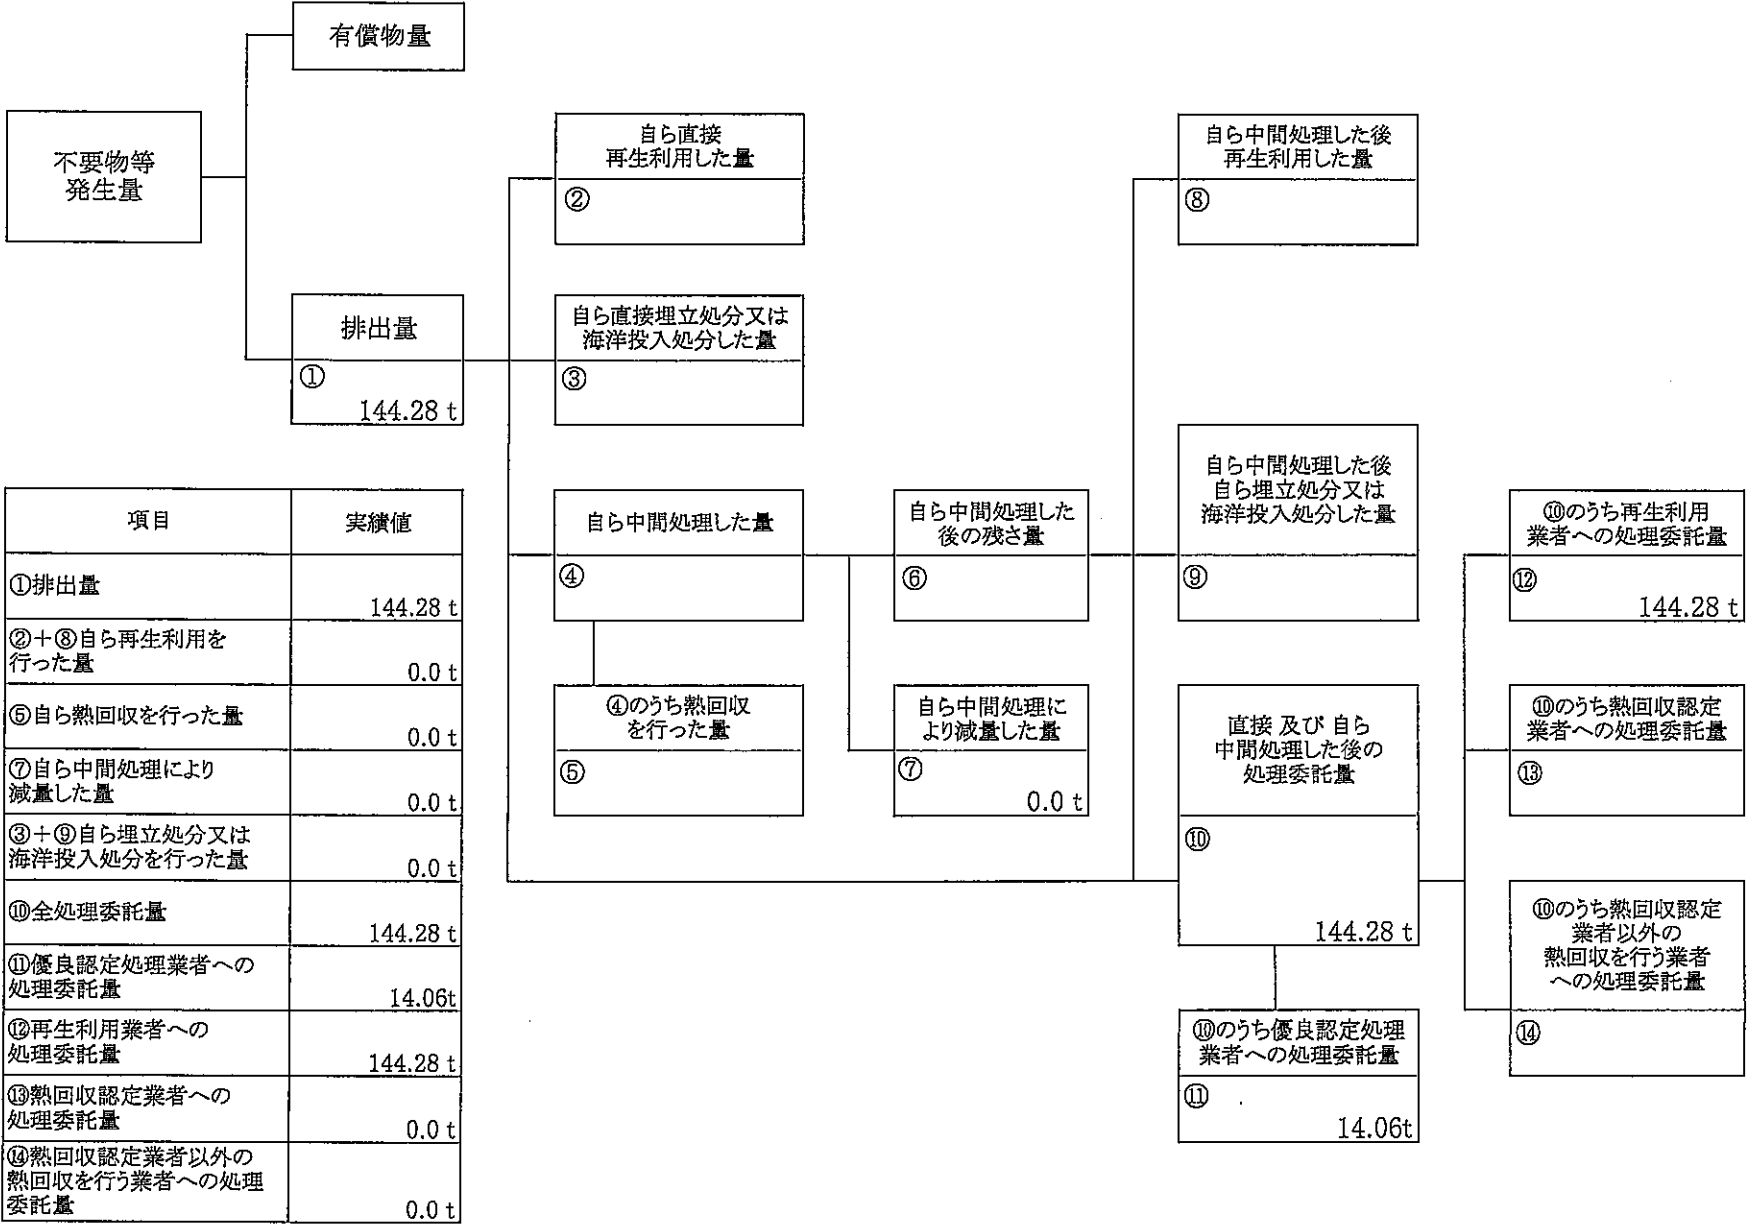 有償物量
不要物等
発生量
排出量
①
144.28 t
自ら直接
再生利用した量
②
自ら直接埋立処分又は
海洋投入処分した量
③
自ら中間処理した量
④
④のうち熱回収
を行った量
⑤
自ら中間処理した
後の残さ量
⑥
自ら中間処理に
より減量した量
⑦
0.0 t
自ら中間処理した後
再生利用した量
⑧
自ら中間処理した後
自ら埋立処分又は
海洋投入処分した量
⑨
直接 及び 自ら
中間処理した後の
処理委託量
⑩
144.28 t
⑩のうち優良認定処理
業者への処理委託量
⑪
14.06t
⑩のうち再生利用
業者への処理委託量
⑫
144.28 t
⑩のうち熱回収認定
業者への処理委託量
⑬
⑩のうち熱回収認定
業者以外の
熱回収を行う業者
への処理委託量
⑭
項目 実績値
①排出量
144.28 t
②+⑧自ら再生利用を
行った量
0.0 t
⑤自ら熱回収を行った量
0.0 t
⑦自ら中間処理により
減量した量
0.0 t
③+⑨自ら埋立処分又は
海洋投入処分を行った量
0.0 t
⑩全処理委託量
144.28 t
⑪優良認定処理業者への
処理委託量
14.06t
⑫再生利用業者への
処理委託量
144.28 t
⑬熱回収認定業者への
処理委託量
0.0 t
⑭熱回収認定業者以外の
熱回収を行う業者への処理
委託量
0.0 t